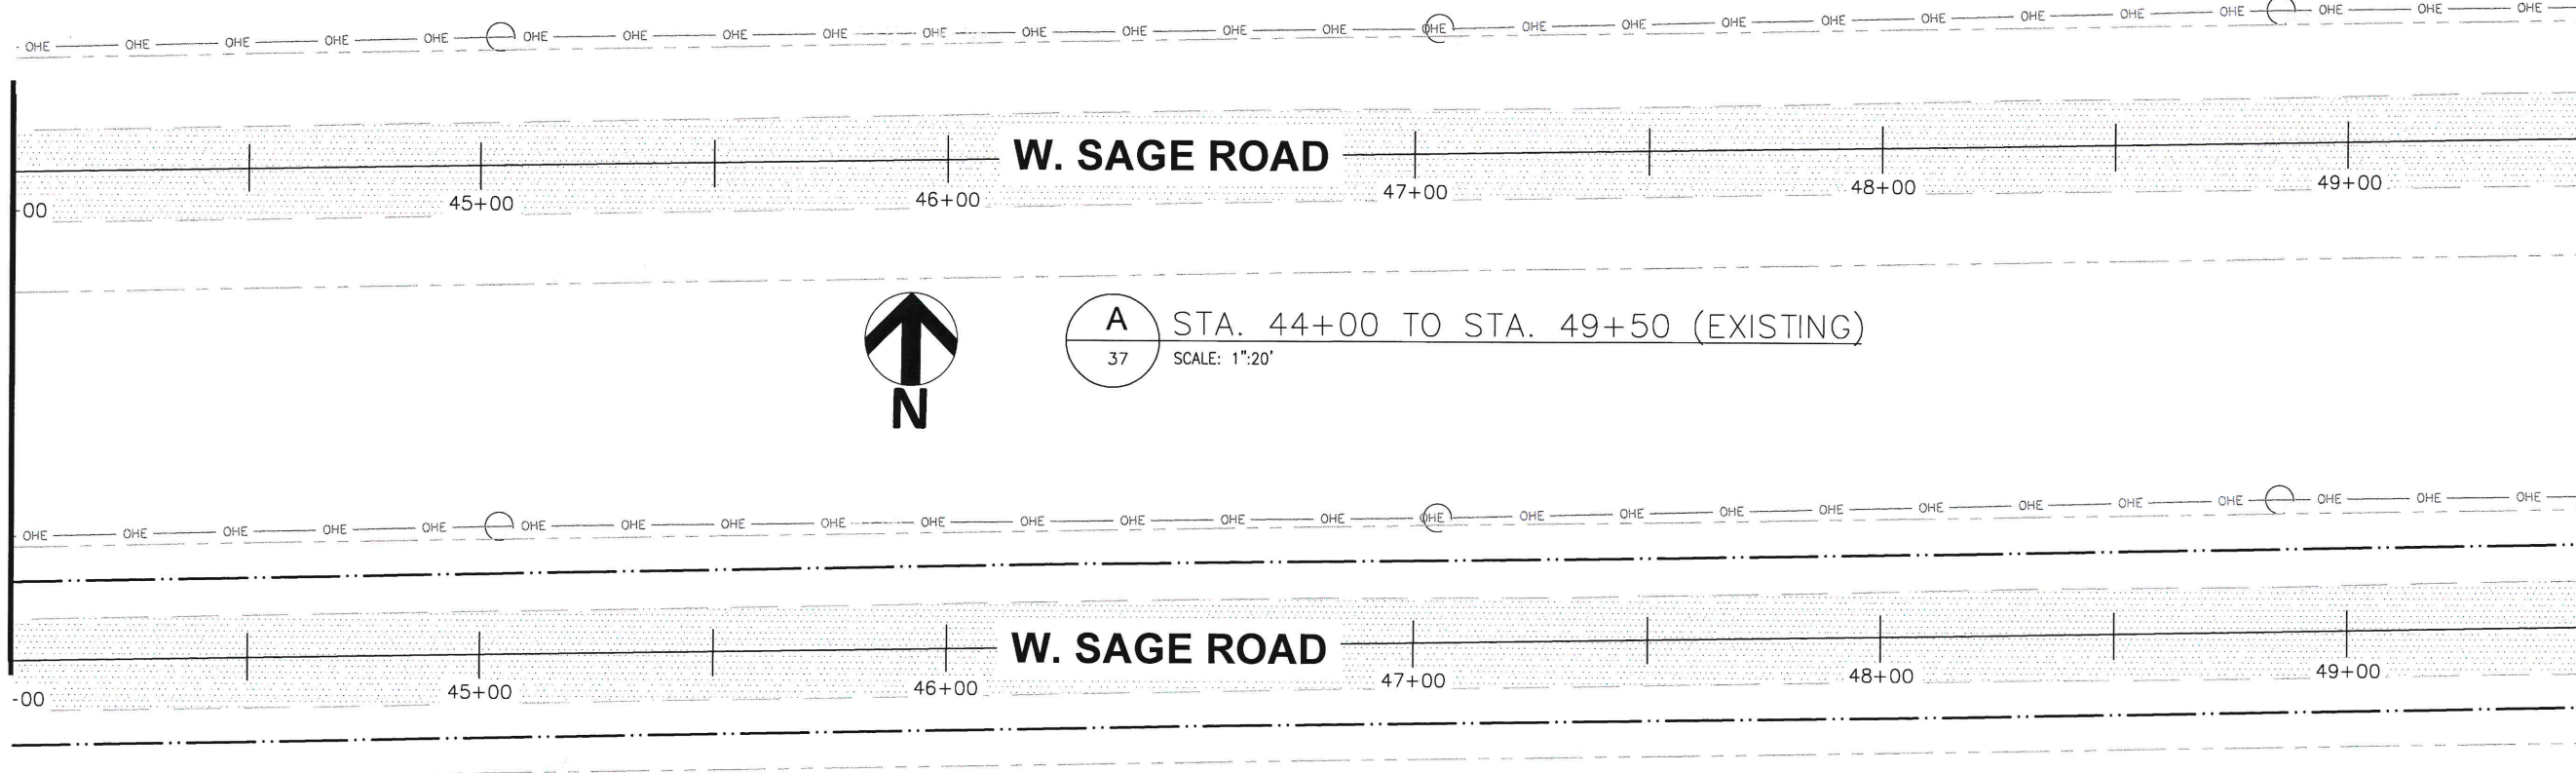 OHE OHE OHE OHE OHE OHE OHE OHE OHE OHE OHE OHE OHE OHE OHE OHE OHE OHE OHE OHE OHE OHE OHE OHE OHE OHE
W. SAGE ROAD
-00 45+00 46+00 47+00 48+00 49+00
N
A
37
STA. 44+00 TO STA. 49+50 (EXISTING)
SCALE: 1":20'
OHE OHE OHE OHE OHE OHE OHE OHE OHE OHE OHE OHE OHE OHE OHE OHE OHE OHE OHE OHE OHE OHE OHE OHE OHE OHE
W. SAGE ROAD
-00 45+00 46+00 47+00 48+00 49+00